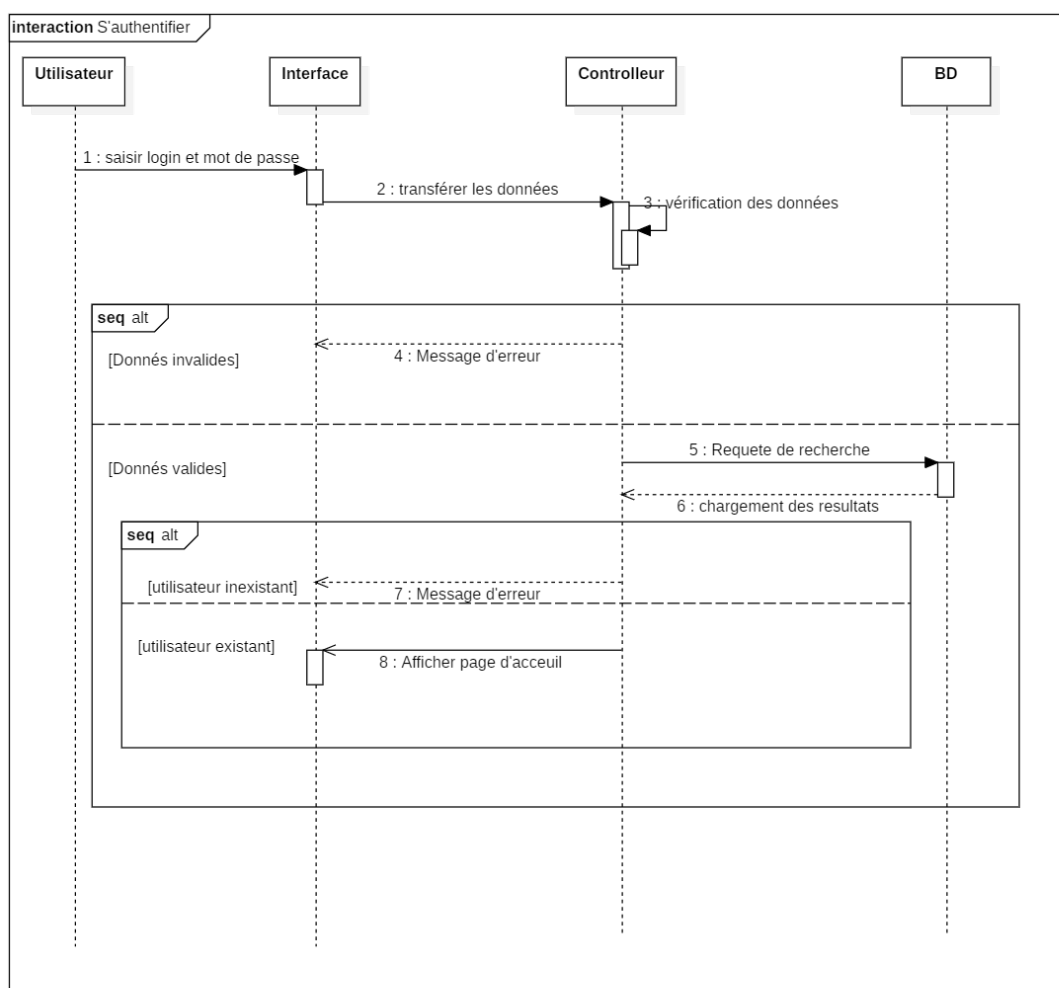 interaction S'authentifier
Utilisateur
Interface
Controlleur
BD
1 : saisir login et mot de passe
2 : transférer les données
3 : vérification des données
seq alt
4 : Message d'erreur
[Donnés invalides]
5 : Requete de recherche
[Donnés valides]
6 : chargement des resultats
seq alt
[utilisateur inexistant]
7 : Message d'erreur
[utilisateur existant]
8 : Afficher page d'acceuil